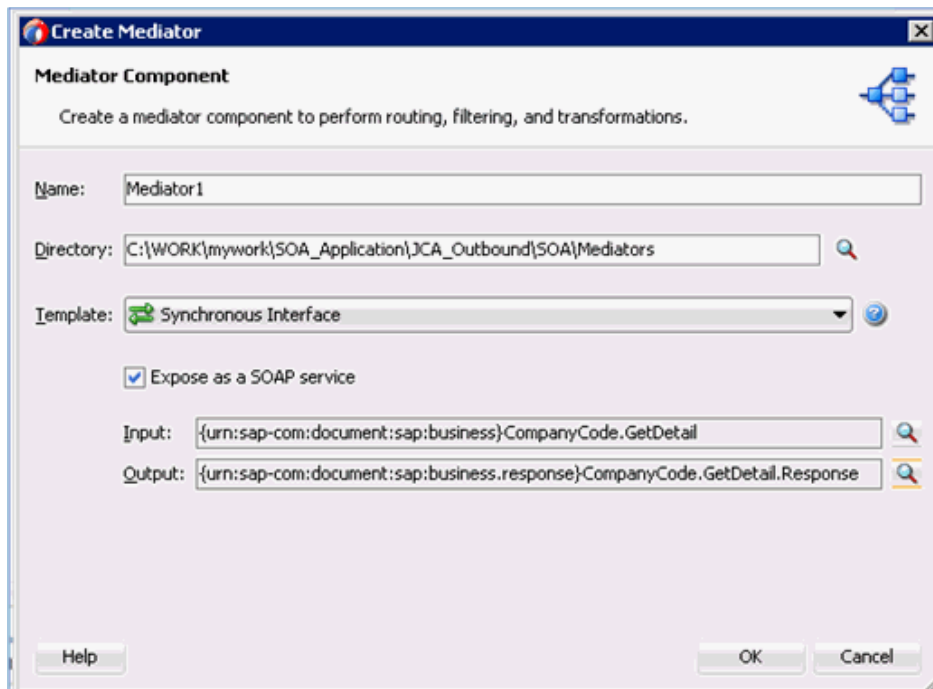 Create Mediator
Mediator Component
Create a mediator component to perform routing, filtering, and transformations.
Name: Mediator1
Directory: C:\WORK\mywork\SOA_Application\JCA_Outbound\SOA\Mediators
Template: Synchronous Interface
Expose as a SOAP service
Input: {urn:sap-com:document:sap:business}CompanyCode.GetDetail
Output: {urn:sap-com:document:sap:business.response}CompanyCode.GetDetail.Response
Help OK Cancel